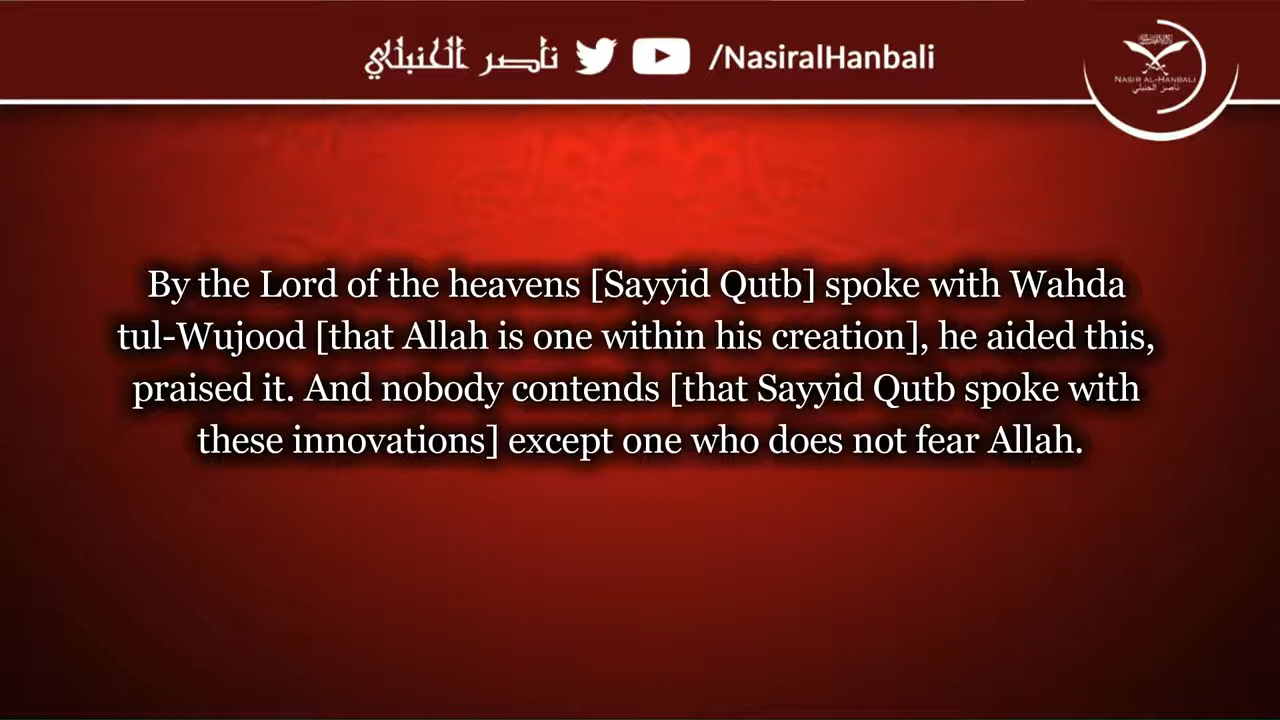 ناصر الحنبلي /NasiralHanbali
NASIR AL-HANBALI
ناصر الحنبلي
By the Lord of the heavens [Sayyid Qutb] spoke with Wahda
tul-Wujood [that Allah is one within his creation], he aided this,
praised it. And nobody contends [that Sayyid Qutb spoke with
these innovations] except one who does not fear Allah.